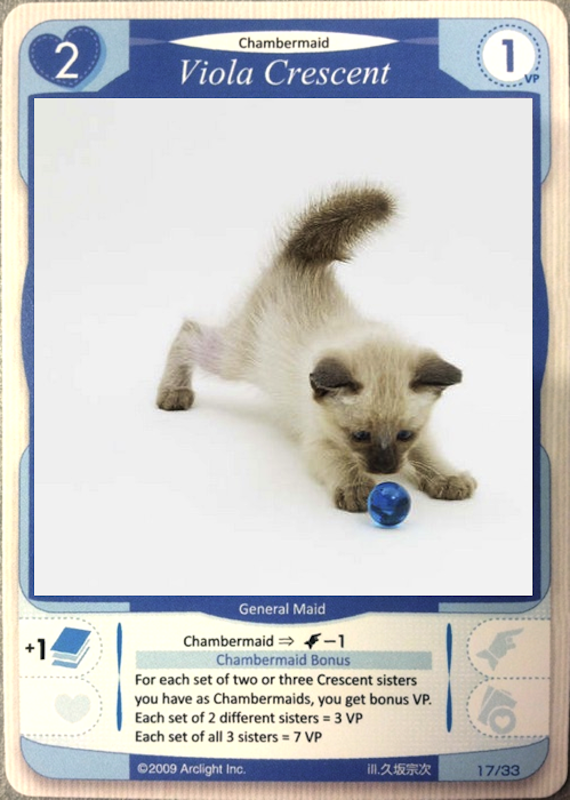 2
Chambermaid
Viola Crescent
1
VP
General Maid
+1
Chambermaid ⇒ -1
Chambermaid Bonus
For each set of two or three Crescent sisters
you have as Chambermaids, you get bonus VP.
Each set of 2 different sisters = 3 VP
Each set of all 3 sisters = 7 VP
©2009 Arclight Inc.
ill.久坂宗次
17/33